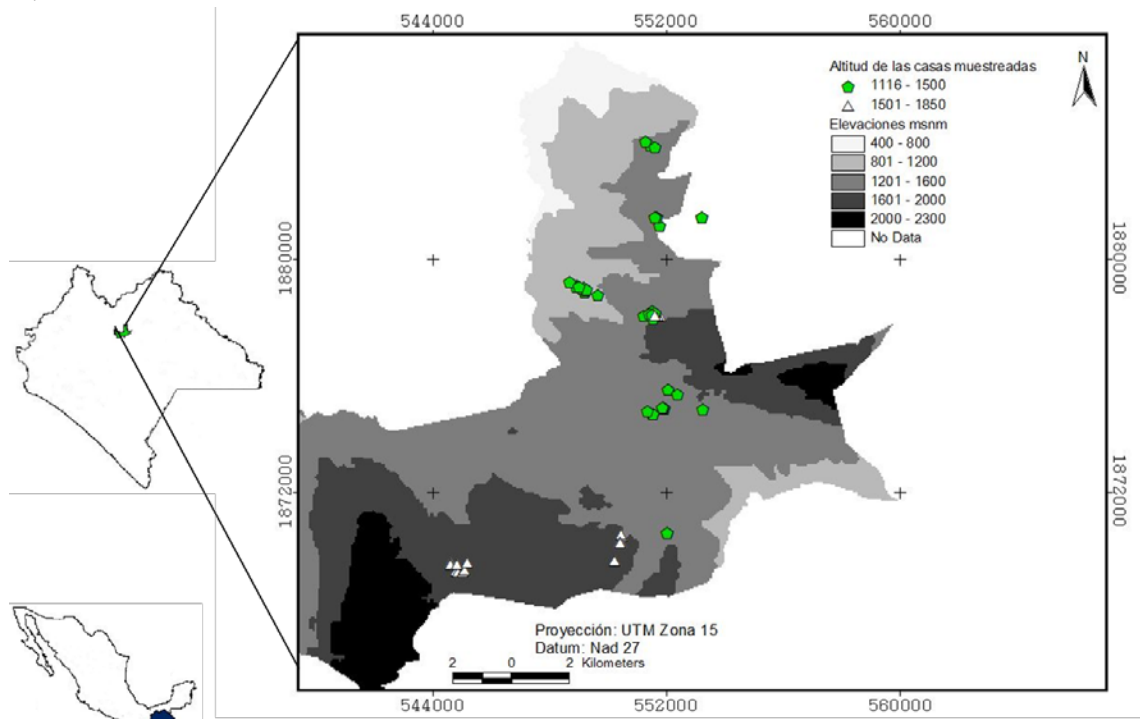 544000 552000 560000
Altitud de las casas muestreadas
1116 - 1500
1501 - 1850
Elevaciones msnm
400 - 800
801 - 1200
1201 - 1600
1601 - 2000
2000 - 2300
No Data
N
1880000 1880000
1872000 1872000
Proyección: UTM Zona 15
Datum: Nad 27
2 0 2 Kilometers
544000 552000 560000